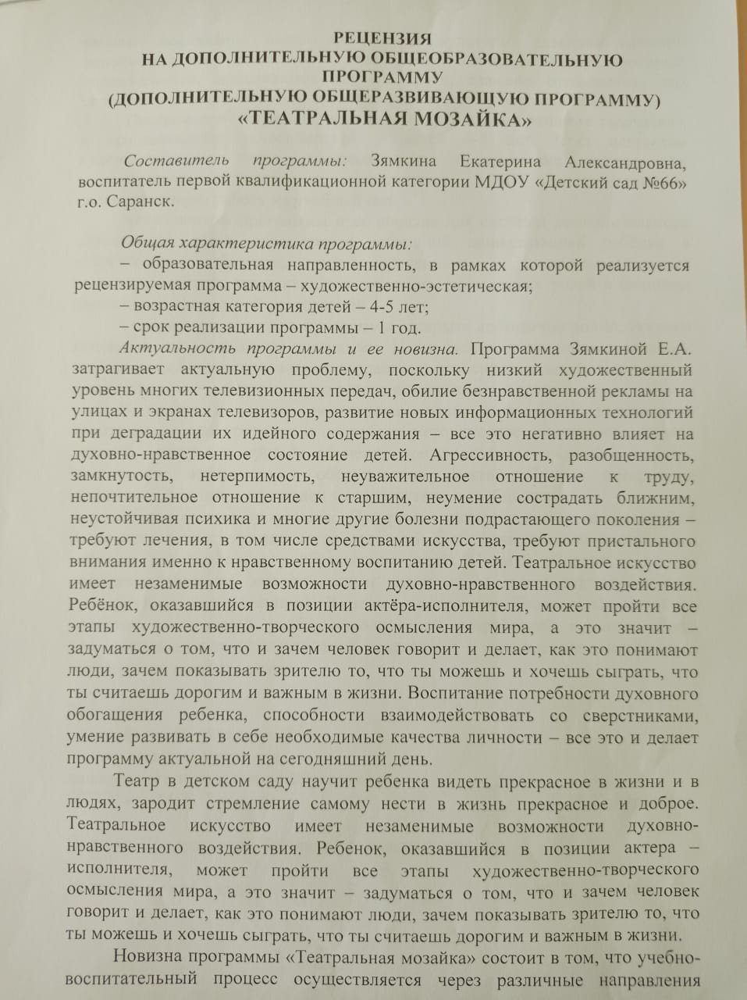 РЕЦЕНЗИЯ
НА ДОПОЛНИТЕЛЬНУЮ ОБЩЕОБРАЗОВАТЕЛЬНУЮ
ПРОГРАММУ
(ДОПОЛНИТЕЛЬНУЮ ОБЩЕРАЗВИВАЮЩУЮ ПРОГРАММУ)
«ТЕАТРАЛЬНАЯ МОЗАЙКА»
Составитель программы: Зямкина Екатерина Александровна,
воспитатель первой квалификационной категории МДОУ «Детский сад №66»
г.о. Саранск.
Общая характеристика программы:
– образовательная направленность, в рамках которой реализуется
рецензируемая программа – художественно-эстетическая;
– возрастная категория детей – 4-5 лет;
– срок реализации программы – 1 год.
Актуальность программы и ее новизна. Программа Зямкиной Е.А.
затрагивает актуальную проблему, поскольку низкий художественный
уровень многих телевизионных передач, обилие безнравственной рекламы на
улицах и экранах телевизоров, развитие новых информационных технологий
при деградации их идейного содержания – все это негативно влияет на
духовно-нравственное состояние детей. Агрессивность, разобщенность,
замкнутость, нетерпимость, неуважительное отношение к труду,
непочтительное отношение к старшим, неумение сострадать ближним,
неустойчивая психика и многие другие болезни подрастающего поколения –
требуют лечения, в том числе средствами искусства, требуют пристального
внимания именно к нравственному воспитанию детей. Театральное искусство
имеет незаменимые возможности духовно-нравственного воздействия.
Ребёнок, оказавшийся в позиции актёра-исполнителя, может пройти все
этапы художественно-творческого осмысления мира, а это значит –
задуматься о том, что и зачем человек говорит и делает, как это понимают
люди, зачем показывать зрителю то, что ты можешь и хочешь сыграть, что
ты считаешь дорогим и важным в жизни. Воспитание потребности духовного
обогащения ребенка, способности взаимодействовать со сверстниками,
умение развивать в себе необходимые качества личности – все это и делает
программу актуальной на сегодняшний день.
Театр в детском саду научит ребенка видеть прекрасное в жизни и в
людях, зародит стремление самому нести в жизнь прекрасное и доброе.
Театральное искусство имеет незаменимые возможности духовно-
нравственного воздействия. Ребенок, оказавшийся в позиции актера –
исполнителя, может пройти все этапы художественно-творческого
осмысления мира, а это значит – задуматься о том, что и зачем человек
говорит и делает, как это понимают люди, зачем показывать зрителю то, что
ты можешь и хочешь сыграть, что ты считаешь дорогим и важным в жизни.
Новизна программы «Театральная мозайка» состоит в том, что учебно-
воспитательный процесс осуществляется через различные направления